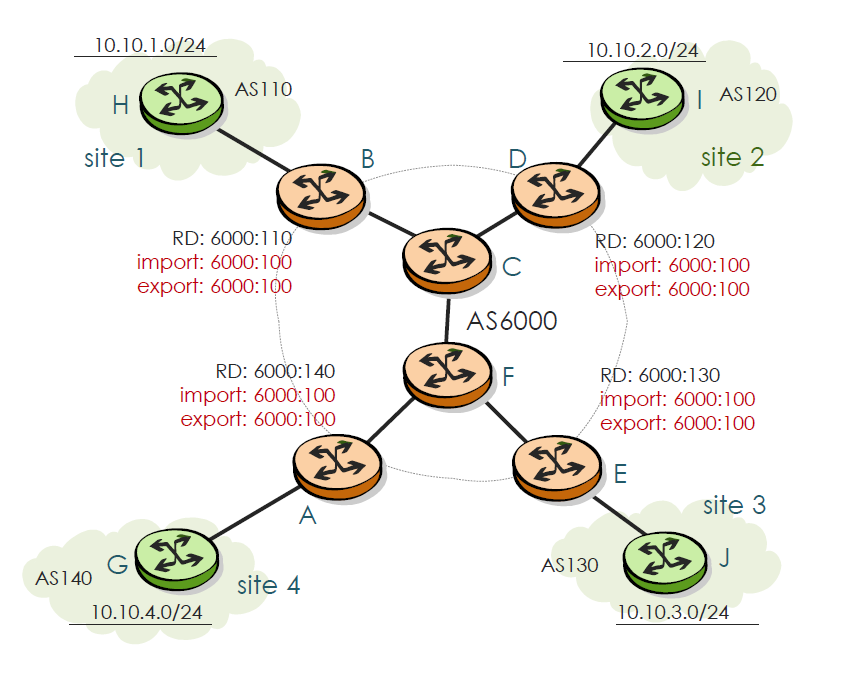 10.10.1.0/24
10.10.2.0/24
H
AS110
I
AS120
site 1
site 2
B
D
RD: 6000:110
import: 6000:100
export: 6000:100
RD: 6000:120
import: 6000:100
export: 6000:100
C
AS6000
RD: 6000:140
import: 6000:100
export: 6000:100
F
RD: 6000:130
import: 6000:100
export: 6000:100
A
E
site 3
G
AS140
site 4
10.10.4.0/24
AS130
J
10.10.3.0/24